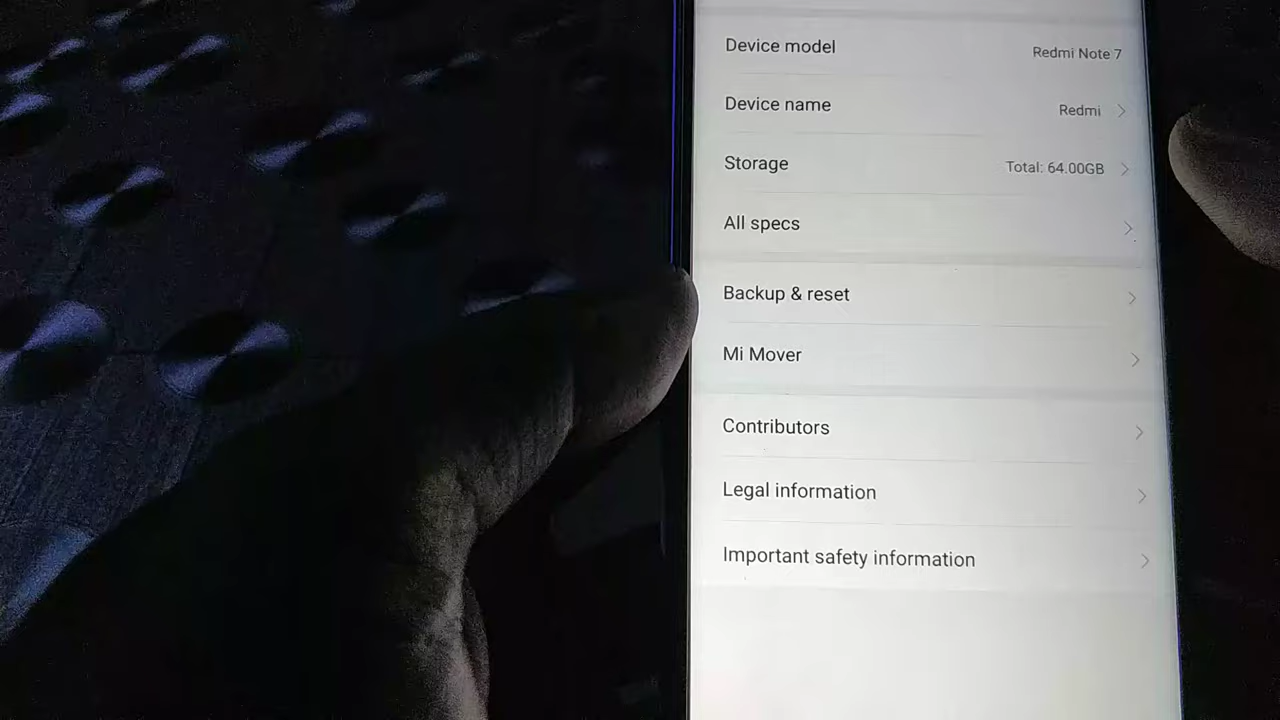 Device model
Redmi Note 7
Device name
Redmi
Storage
Total: 64.00GB
All specs
Backup & reset
Mi Mover
Contributors
Legal information
Important safety information